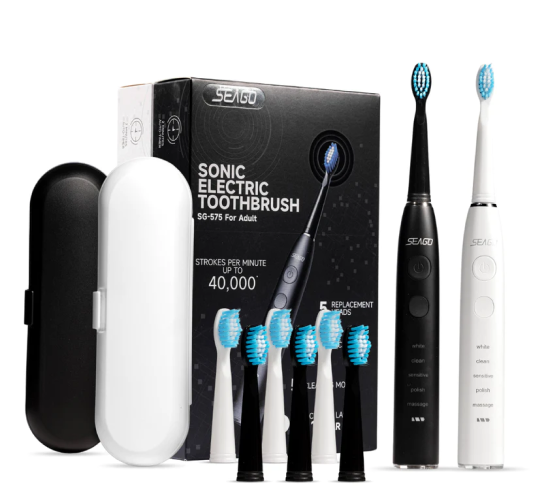 SEAGO
SONIC
ELECTRIC
TOOTHBRUSH
SG-575 For Adult
STROKES PER MINUTE
UP TO
40,000*
5 REPLACEMENT
HEADS
SEAGO
white
clean
sensitive
polish
massage
SEAGO
white
clean
sensitive
polish
massage